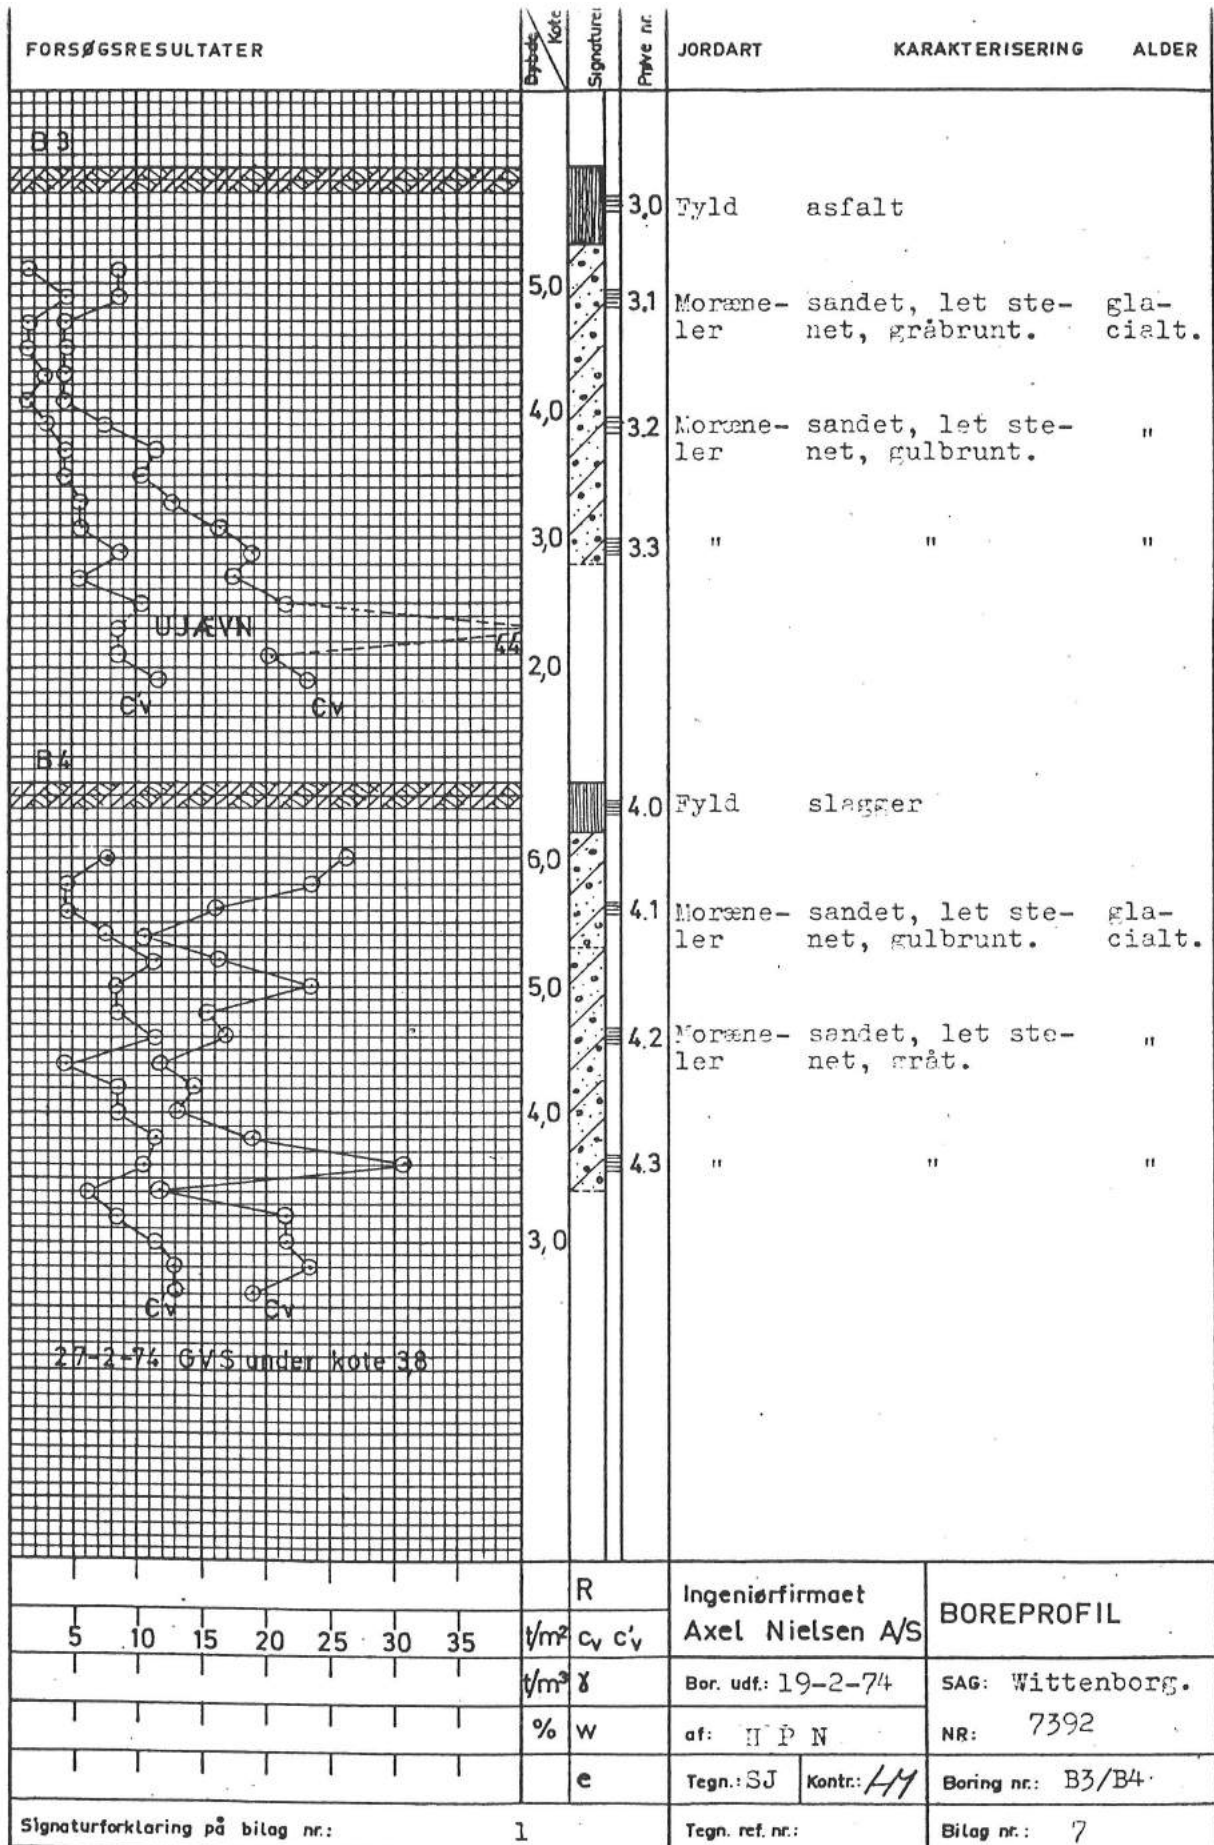 FORSØGSRESULTATER
Dybde
Kote
Signaturer
Prøve nr.
JORDART KARAKTERISERING ALDER
B 3
3,0 Fyld asfalt
5,0
3.1 Moræne- sandet, let ste- gla-
ler net, gråbrunt. cialt.
4,0
3.2 Moræne- sandet, let ste- "
ler net, gulbrunt.
3,0
3.3 " " "
UJÆVN
44
2,0
C'v Cv
B4
4.0 Fyld slagger
6,0
4.1 Moræne- sandet, let ste- gla-
ler net, gulbrunt. cialt.
5,0
4.2 Moræne- sandet, let ste- "
ler net, gråt.
4,0
4.3 " " "
3,0
C'v Cv
27-2-74 GVS under kote 3,8
R
5 10 15 20 25 30 35 t/m² cv c'v
t/m³ γ
% w
e
Ingeniørfirmaet
Axel Nielsen A/S
BOREPROFIL
Bor. udf.: 19-2-74
SAG: Wittenborg.
af: H P N
NR: 7392
Tegn.: SJ Kontr.:
Boring nr.: B3/B4.
Signaturforklaring på bilag nr.: 1
Tegn. ref. nr.:
Bilag nr.: 7